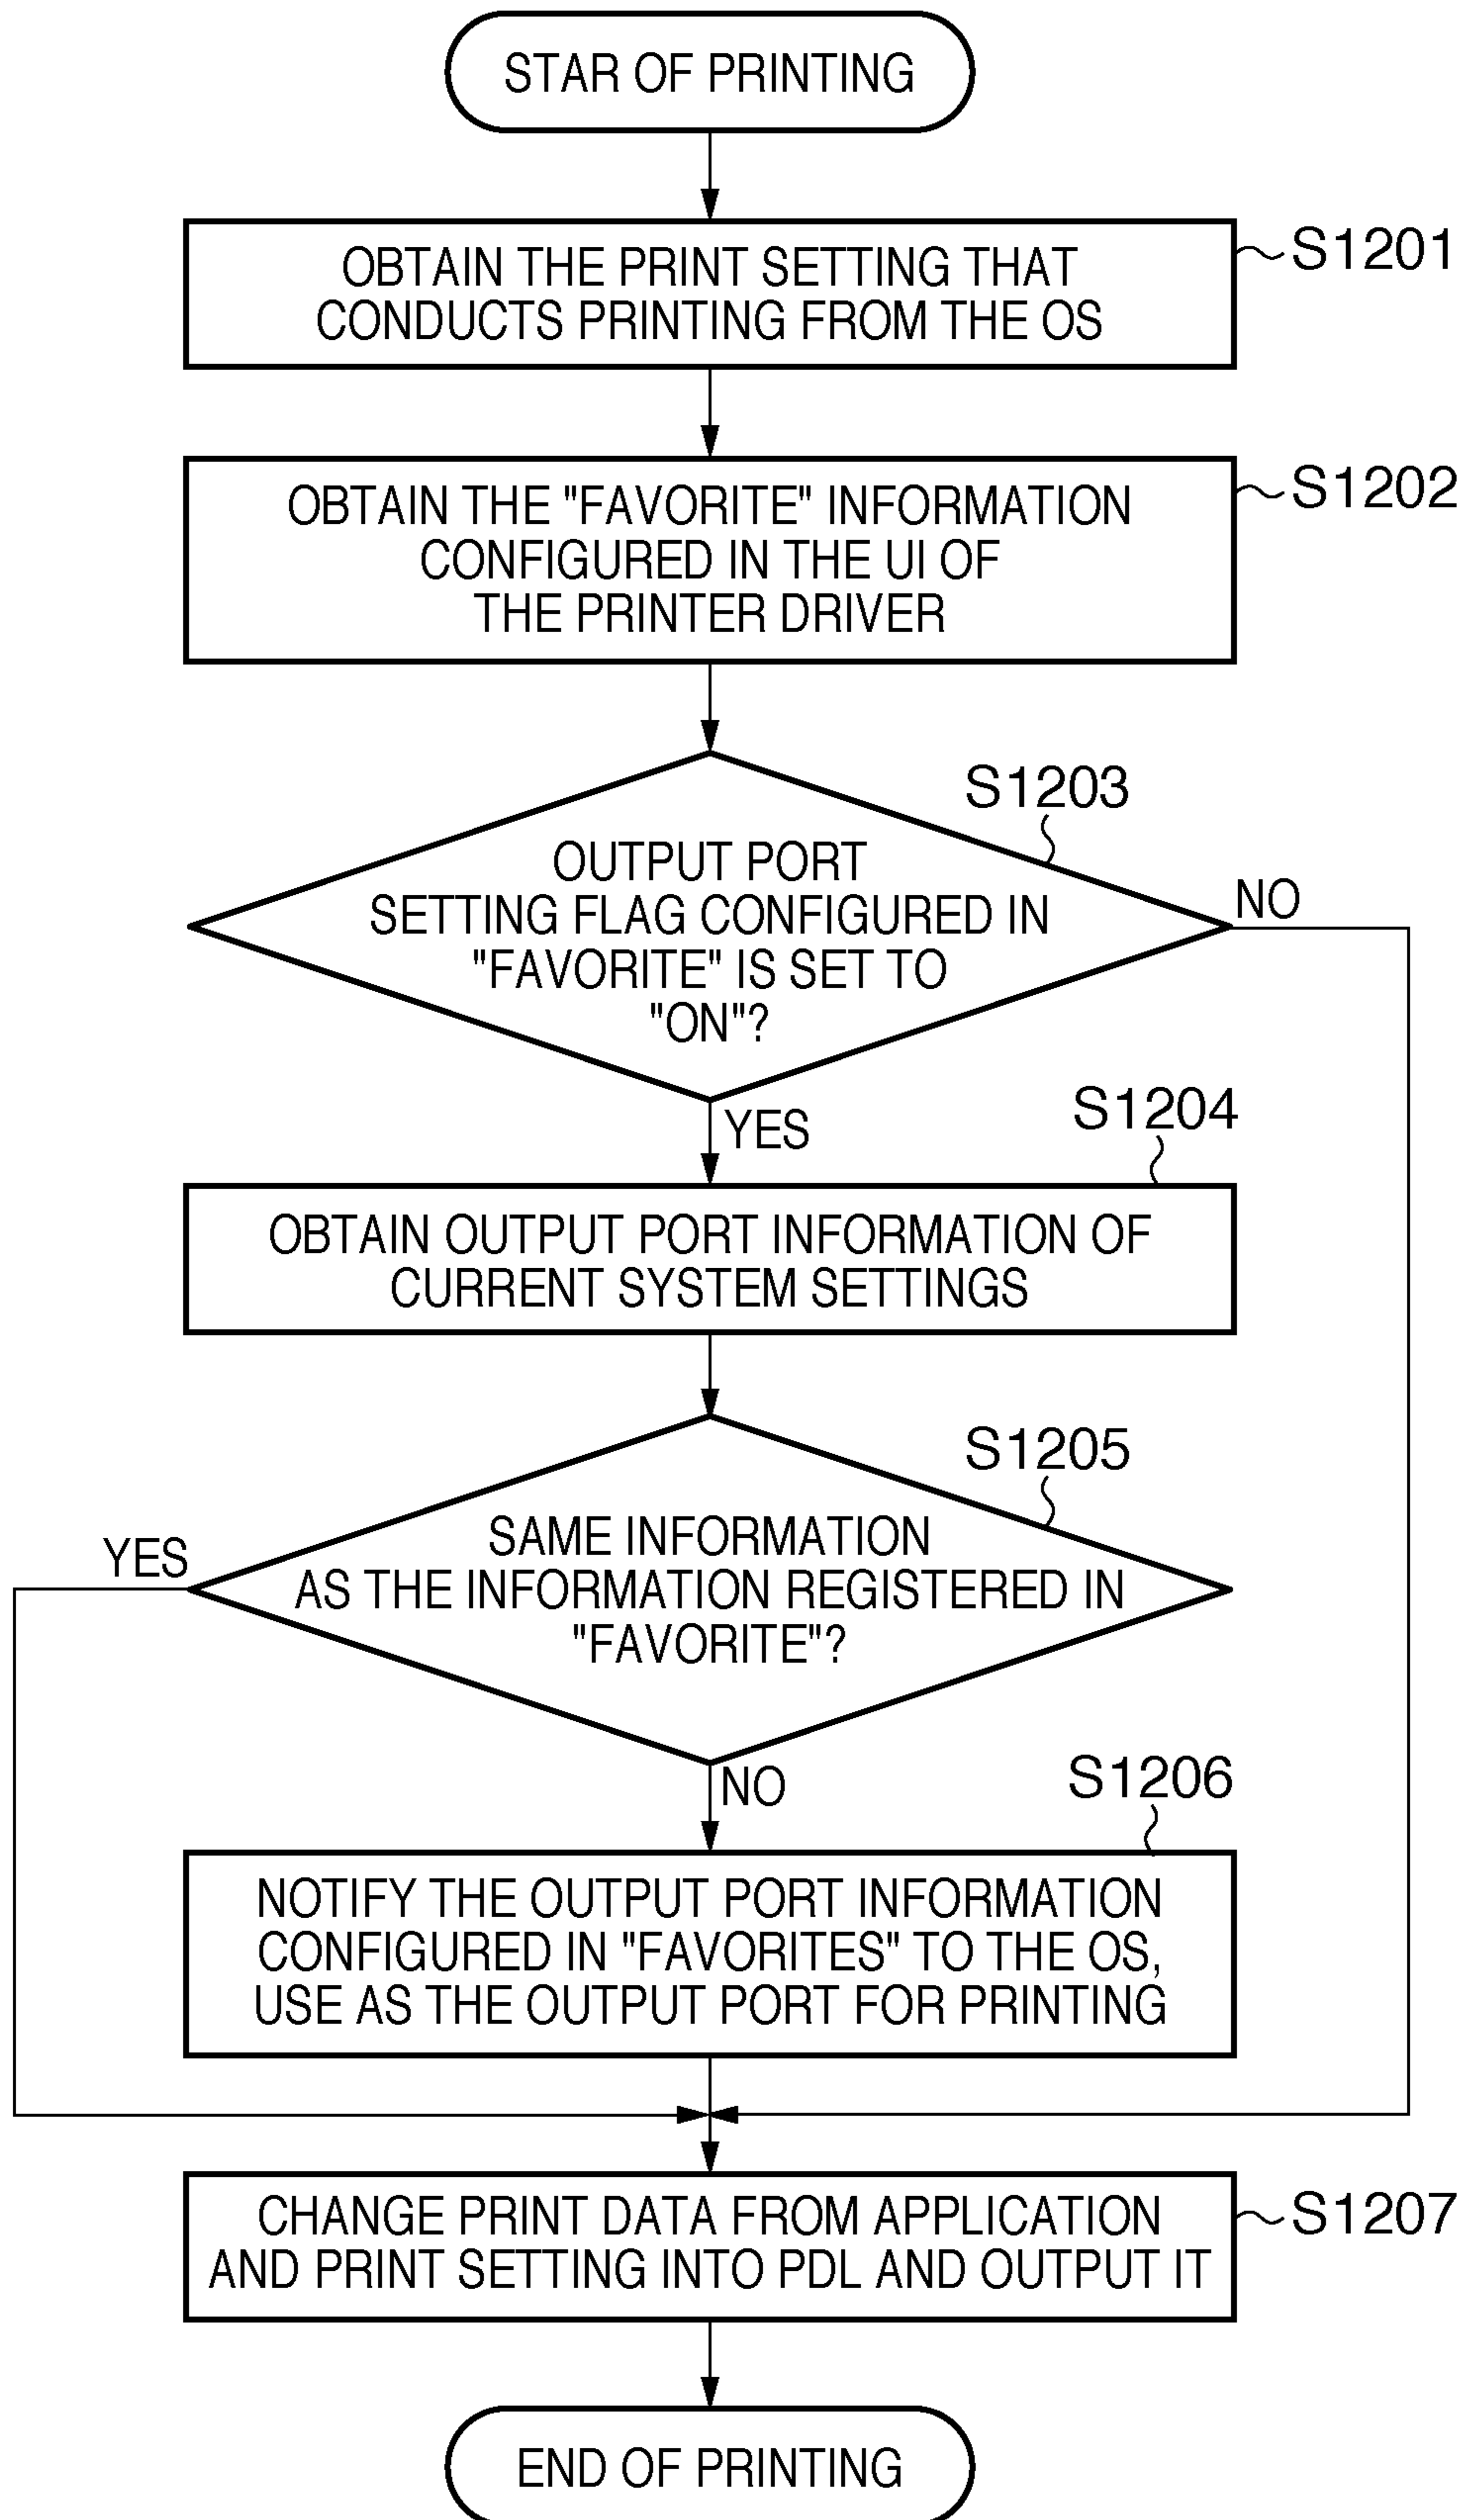 STAR OF PRINTING
OBTAIN THE PRINT SETTING THAT
CONDUCTS PRINTING FROM THE OS
S1201
OBTAIN THE "FAVORITE" INFORMATION
CONFIGURED IN THE UI OF
THE PRINTER DRIVER
S1202
S1203
OUTPUT PORT
SETTING FLAG CONFIGURED IN
"FAVORITE" IS SET TO
"ON"?
NO
YES
S1204
OBTAIN OUTPUT PORT INFORMATION OF
CURRENT SYSTEM SETTINGS
S1205
SAME INFORMATION
AS THE INFORMATION REGISTERED IN
"FAVORITE"?
YES
NO
S1206
NOTIFY THE OUTPUT PORT INFORMATION
CONFIGURED IN "FAVORITES" TO THE OS,
USE AS THE OUTPUT PORT FOR PRINTING
CHANGE PRINT DATA FROM APPLICATION
AND PRINT SETTING INTO PDL AND OUTPUT IT
S1207
END OF PRINTING